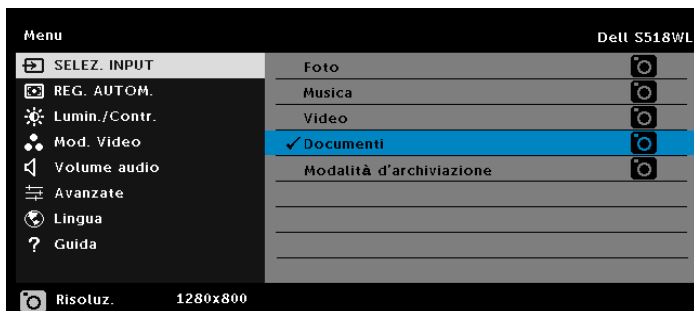 Menu
Dell S518WL
SELEZ. INPUT
REG. AUTOM.
Lumin./Contr.
Mod. Video
Volume audio
Avanzate
Lingua
? Guida
Foto
Musica
Video
Documenti
Modalità d'archiviazione
Risoluz. 1280x800